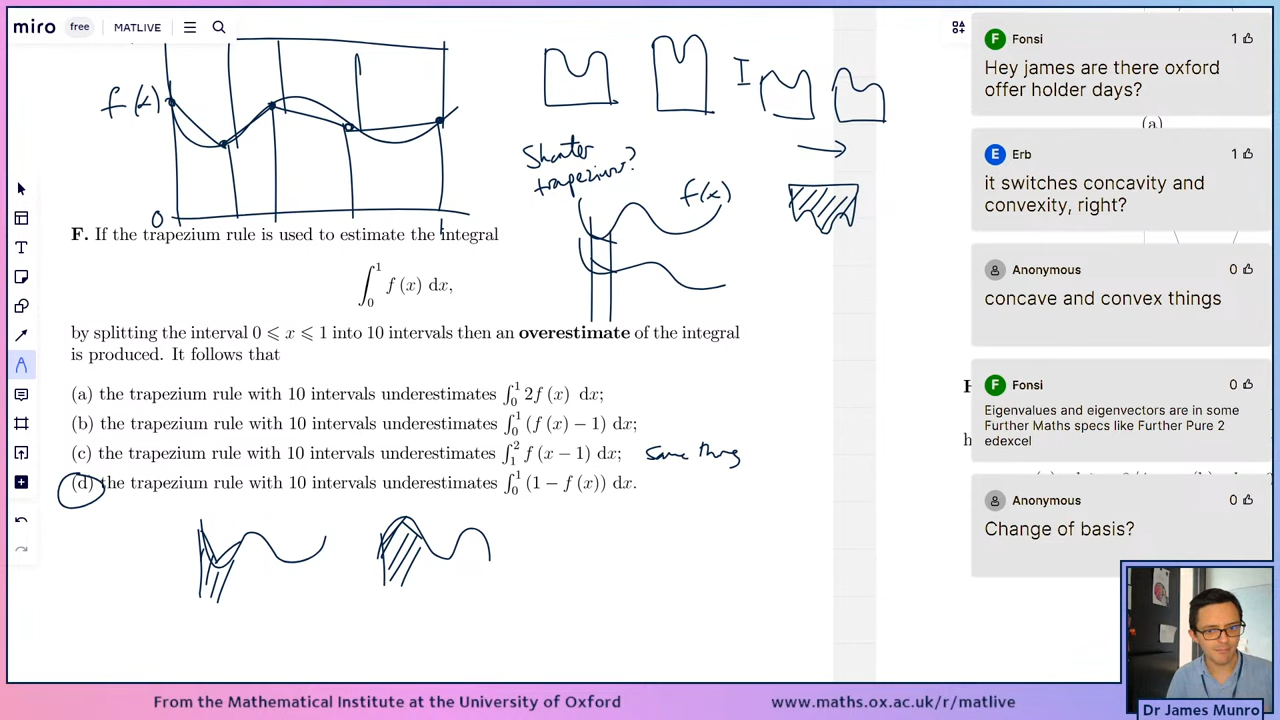 miro free MATLIVE
f(x)
0
1
I
Shorter
trapezium?
f(x)
F. If the trapezium rule is used to estimate the integral
∫₀¹ f (x) dx,
by splitting the interval 0 ⩽ x ⩽ 1 into 10 intervals then an overestimate of the integral
is produced. It follows that
(a) the trapezium rule with 10 intervals underestimates ∫₀¹ 2f (x) dx;
(b) the trapezium rule with 10 intervals underestimates ∫₀¹ (f (x) − 1) dx;
(c) the trapezium rule with 10 intervals underestimates ∫₁² f (x − 1) dx; same thing
(d) the trapezium rule with 10 intervals underestimates ∫₀¹ (1 − f (x)) dx.
F Fonsi 1
Hey james are there oxford
offer holder days?
(a)
E Erb 1
it switches concavity and
convexity, right?
Anonymous 0
concave and convex things
F Fonsi 0
Eigenvalues and eigenvectors are in some
Further Maths specs like Further Pure 2
edexcel
Anonymous 0
Change of basis?
From the Mathematical Institute at the University of Oxford www.maths.ox.ac.uk/r/matlive
Dr James Munro